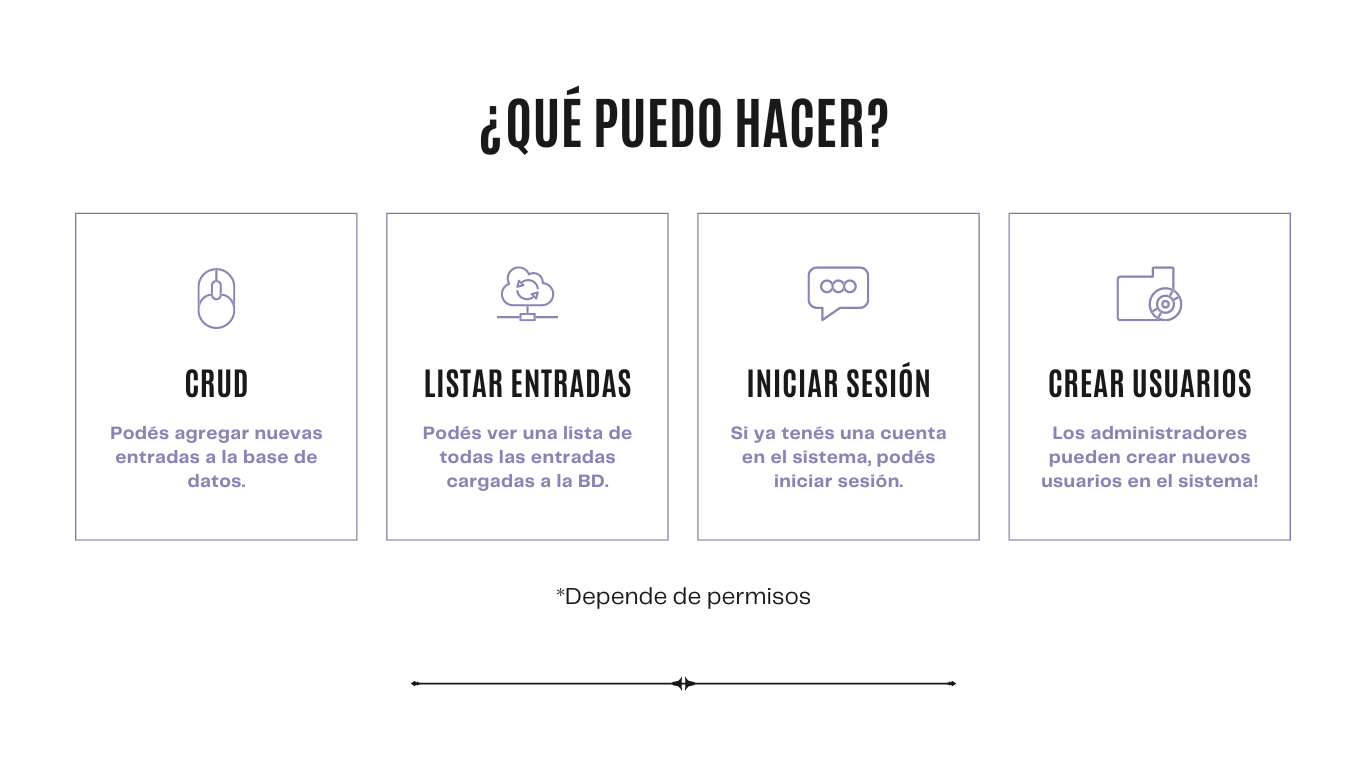 ¿QUÉ PUEDO HACER?
CRUD
Podés agregar nuevas
entradas a la base de
datos.
LISTAR ENTRADAS
Podés ver una lista de
todas las entradas
cargadas a la BD.
INICIAR SESIÓN
Si ya tenés una cuenta
en el sistema, podés
iniciar sesión.
CREAR USUARIOS
Los administradores
pueden crear nuevos
usuarios en el sistema!
*Depende de permisos